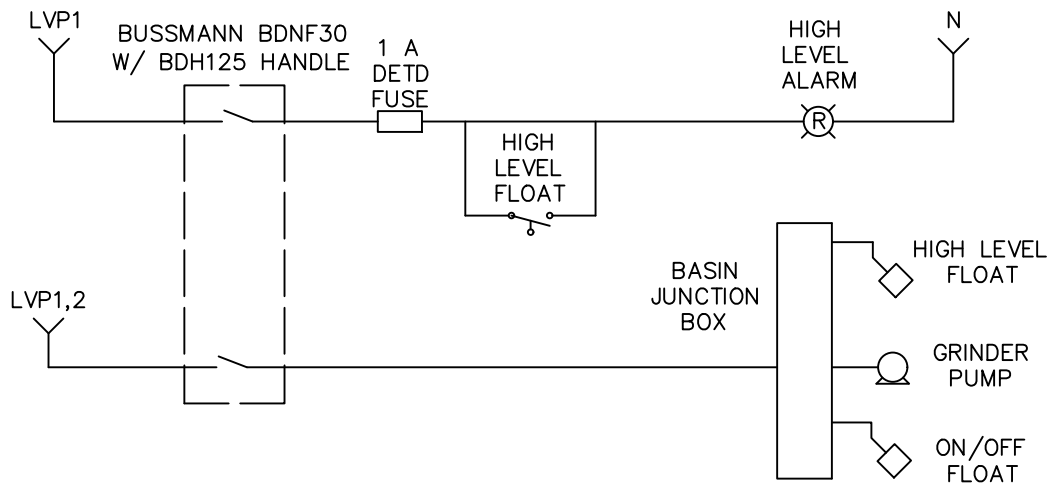 LVP1
BUSSMANN BDNF30
W/ BDH125 HANDLE
1 A
DETD
FUSE
HIGH
LEVEL
ALARM
N
R
HIGH
LEVEL
FLOAT
LVP1,2
BASIN
JUNCTION
BOX
HIGH LEVEL
FLOAT
GRINDER
PUMP
ON/OFF
FLOAT